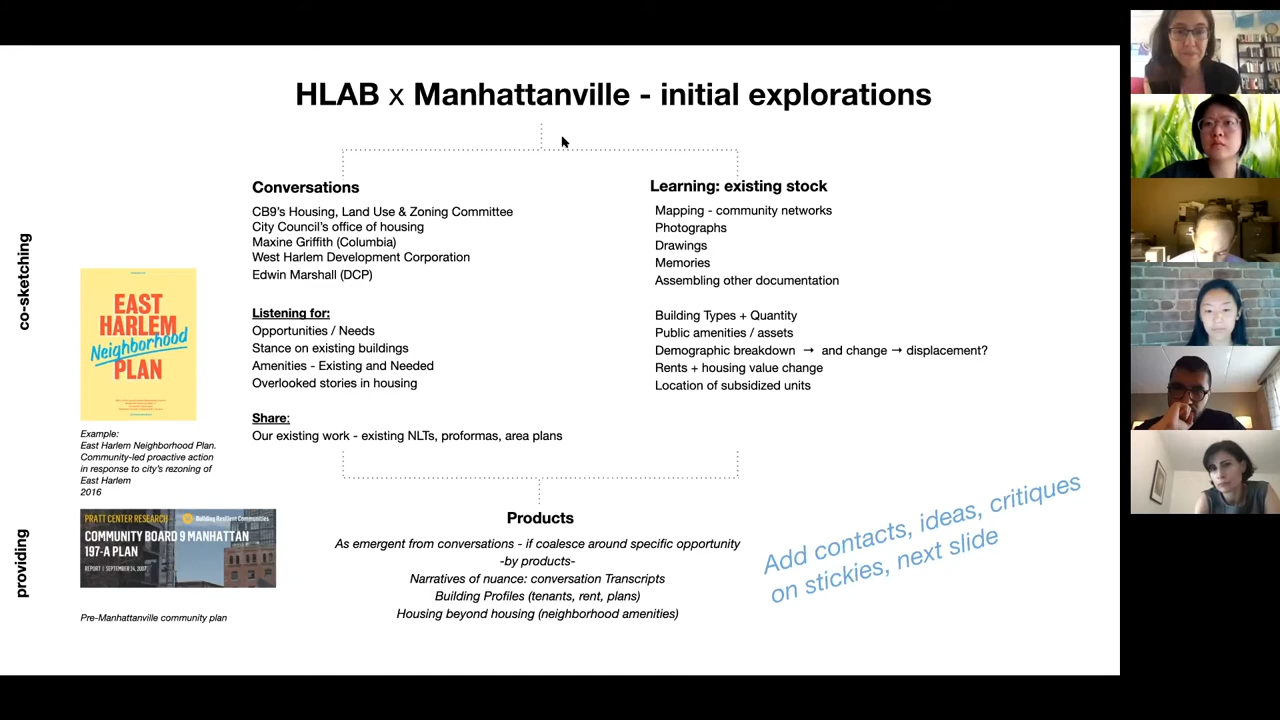 HLAB x Manhattanville - initial explorations
Conversations
CB9's Housing, Land Use & Zoning Committee
City Council's office of housing
Maxine Griffith (Columbia)
West Harlem Development Corporation
Edwin Marshall (DCP)
Listening for:
Opportunities / Needs
Stance on existing buildings
Amenities - Existing and Needed
Overlooked stories in housing
Share:
Our existing work - existing NLTs, proformas, area plans
Learning: existing stock
Mapping - community networks
Photographs
Drawings
Memories
Assembling other documentation
Building Types + Quantity
Public amenities / assets
Demographic breakdown → and change → displacement?
Rents + housing value change
Location of subsidized units
co-sketching
EAST
HARLEM
Neighborhood
PLAN
Example:
East Harlem Neighborhood Plan.
Community-led proactive action
in response to city's rezoning of
East Harlem
2016
providing
PRATT CENTER RESEARCH
Building Resilient Communities
COMMUNITY BOARD 9 MANHATTAN
197-A PLAN
REPORT | SEPTEMBER 24, 2007
Pre-Manhattanville community plan
Products
As emergent from conversations - if coalesce around specific opportunity
-by products-
Narratives of nuance: conversation Transcripts
Building Profiles (tenants, rent, plans)
Housing beyond housing (neighborhood amenities)
Add contacts, ideas, critiques
on stickies, next slide